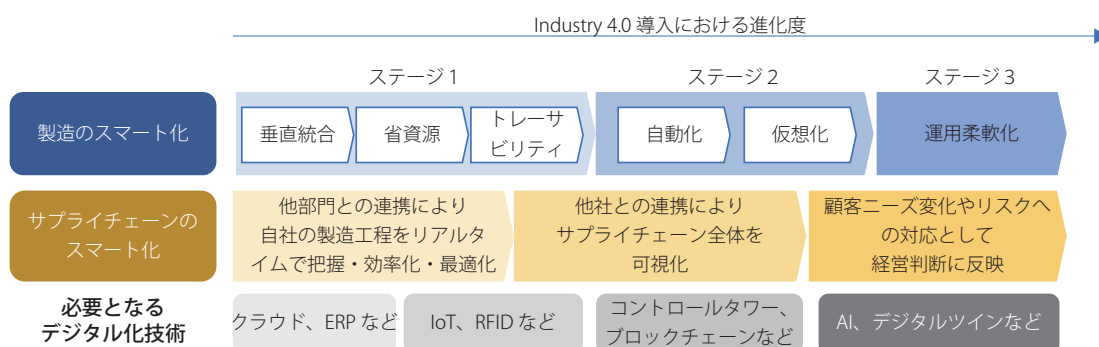 Industry 4.0 導入における進化度
ステージ 1
ステージ 2
ステージ 3
製造のスマート化
垂直統合
省資源
トレーサ
ビリティ
自動化
仮想化
運用柔軟化
サプライチェーンの
スマート化
他部門との連携により
自社の製造工程をリアルタ
イムで把握・効率化・最適化
他社との連携により
サプライチェーン全体を
可視化
顧客ニーズ変化やリスクへ
の対応として
経営判断に反映
必要となる
デジタル化技術
クラウド、ERP など
IoT、RFID など
コントロールタワー、
ブロックチェーンなど
AI、デジタルツインなど